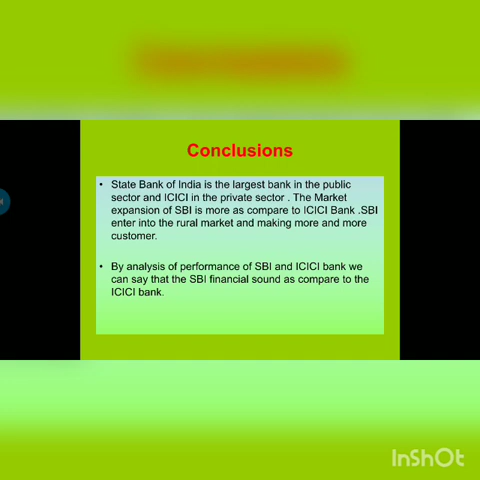 Conclusions
• State Bank of India is the largest bank in the public
sector and ICICI in the private sector . The Market
expansion of SBI is more as compare to ICICI Bank .SBI
enter into the rural market and making more and more
customer.
• By analysis of performance of SBI and ICICI bank we
can say that the SBI financial sound as compare to the
ICICI bank.
InShOt